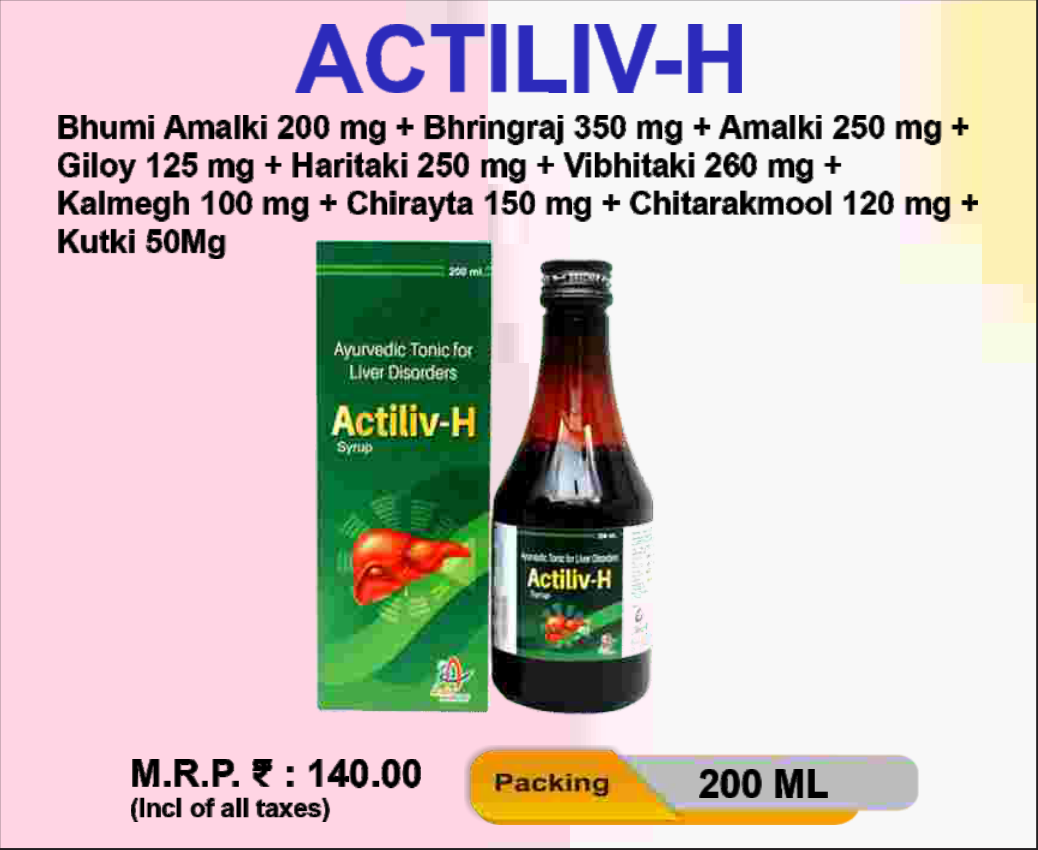 ACTILIV-H
Bhumi Amalki 200 mg + Bhringraj 350 mg + Amalki 250 mg +
Giloy 125 mg + Haritaki 250 mg + Vibhitaki 260 mg +
Kalmegh 100 mg + Chirayta 150 mg + Chitarakmool 120 mg +
Kutki 50Mg
200 ml
Ayurvedic Tonic for
Liver Disorders
Actiliv-H
Syrup
Ayurvedic Tonic for Liver Disorders
Actiliv-H
Syrup
M.R.P. ₹ : 140.00
(Incl of all taxes)
Packing
200 ML